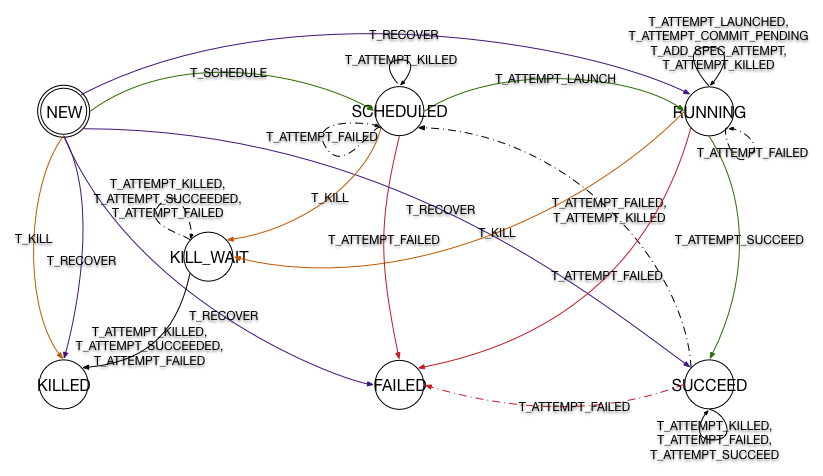 T_ATTEMPT_LAUNCHED,
T_ATTEMPT_COMMIT_PENDING
T_ADD_SPEC_ATTEMPT,
T_ATTEMPT_KILLED
T_RECOVER
T_ATTEMPT_KILLED
T_SCHEDULE
T_ATTEMPT_LAUNCH
NEW
SCHEDULED
RUNNING
T_ATTEMPT_FAILED
T_ATTEMPT_FAILED
T_ATTEMPT_KILLED,
T_ATTEMPT_SUCCEEDED,
T_ATTEMPT_FAILED
T_KILL
T_RECOVER
T_ATTEMPT_FAILED,
T_ATTEMPT_KILLED
T_KILL
T_KILL
T_ATTEMPT_FAILED
T_ATTEMPT_SUCCEED
KILL_WAIT
T_RECOVER
T_ATTEMPT_FAILED
T_RECOVER
T_ATTEMPT_KILLED,
T_ATTEMPT_SUCCEEDED,
T_ATTEMPT_FAILED
KILLED
FAILED
SUCCEED
T_ATTEMPT_FAILED
T_ATTEMPT_KILLED,
T_ATTEMPT_FAILED,
T_ATTEMPT_SUCCEED